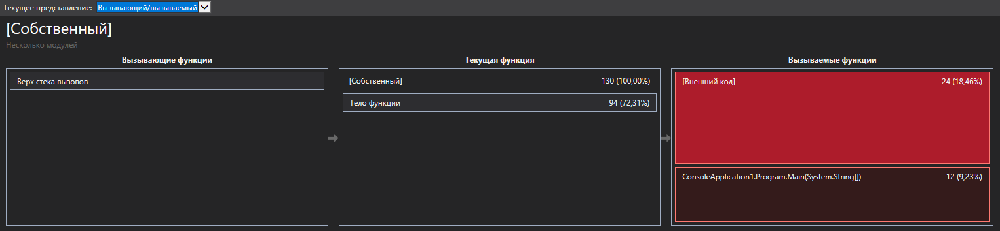 Текущее представление: Вызывающий/вызываемый
[Собственный]
Несколько модулей
Вызывающие функции
Текущая функция
Вызываемые функции
Верх стека вызовов
[Собственный] 130 (100,00%)
Тело функции 94 (72,31%)
[Внешний код] 24 (18,46%)
ConsoleApplication1.Program.Main(System.String[]) 12 (9,23%)